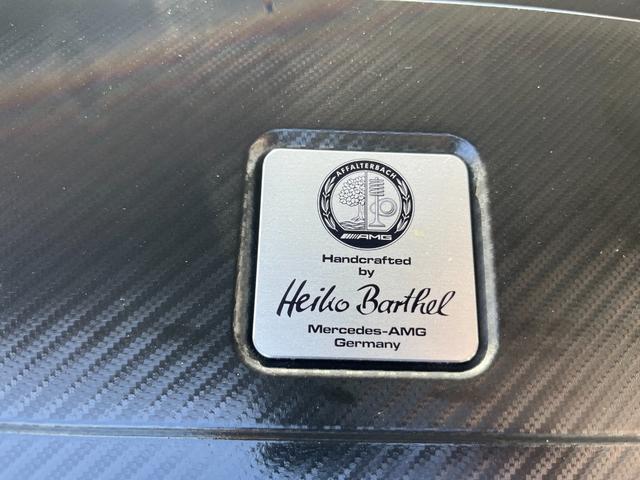 AFFALTERBACH
AMG
Handcrafted
by
Heiko Barthel
Mercedes-AMG
Germany